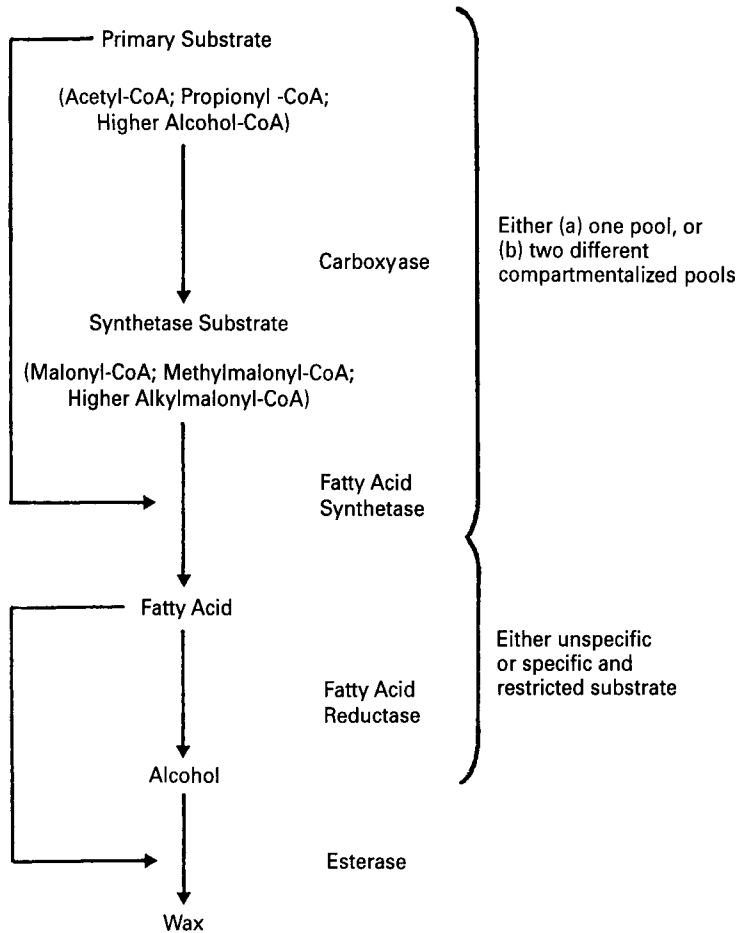 Primary Substrate
(Acetyl-CoA; Propionyl -CoA;
Higher Alcohol-CoA)
Carboxyase
Either (a) one pool, or
(b) two different
compartmentalized pools
Synthetase Substrate
(Malonyl-CoA; Methylmalonyl-CoA;
Higher Alkylmalonyl-CoA)
Fatty Acid
Synthetase
Fatty Acid
Either unspecific
or specific and
restricted substrate
Fatty Acid
Reductase
Alcohol
Esterase
Wax